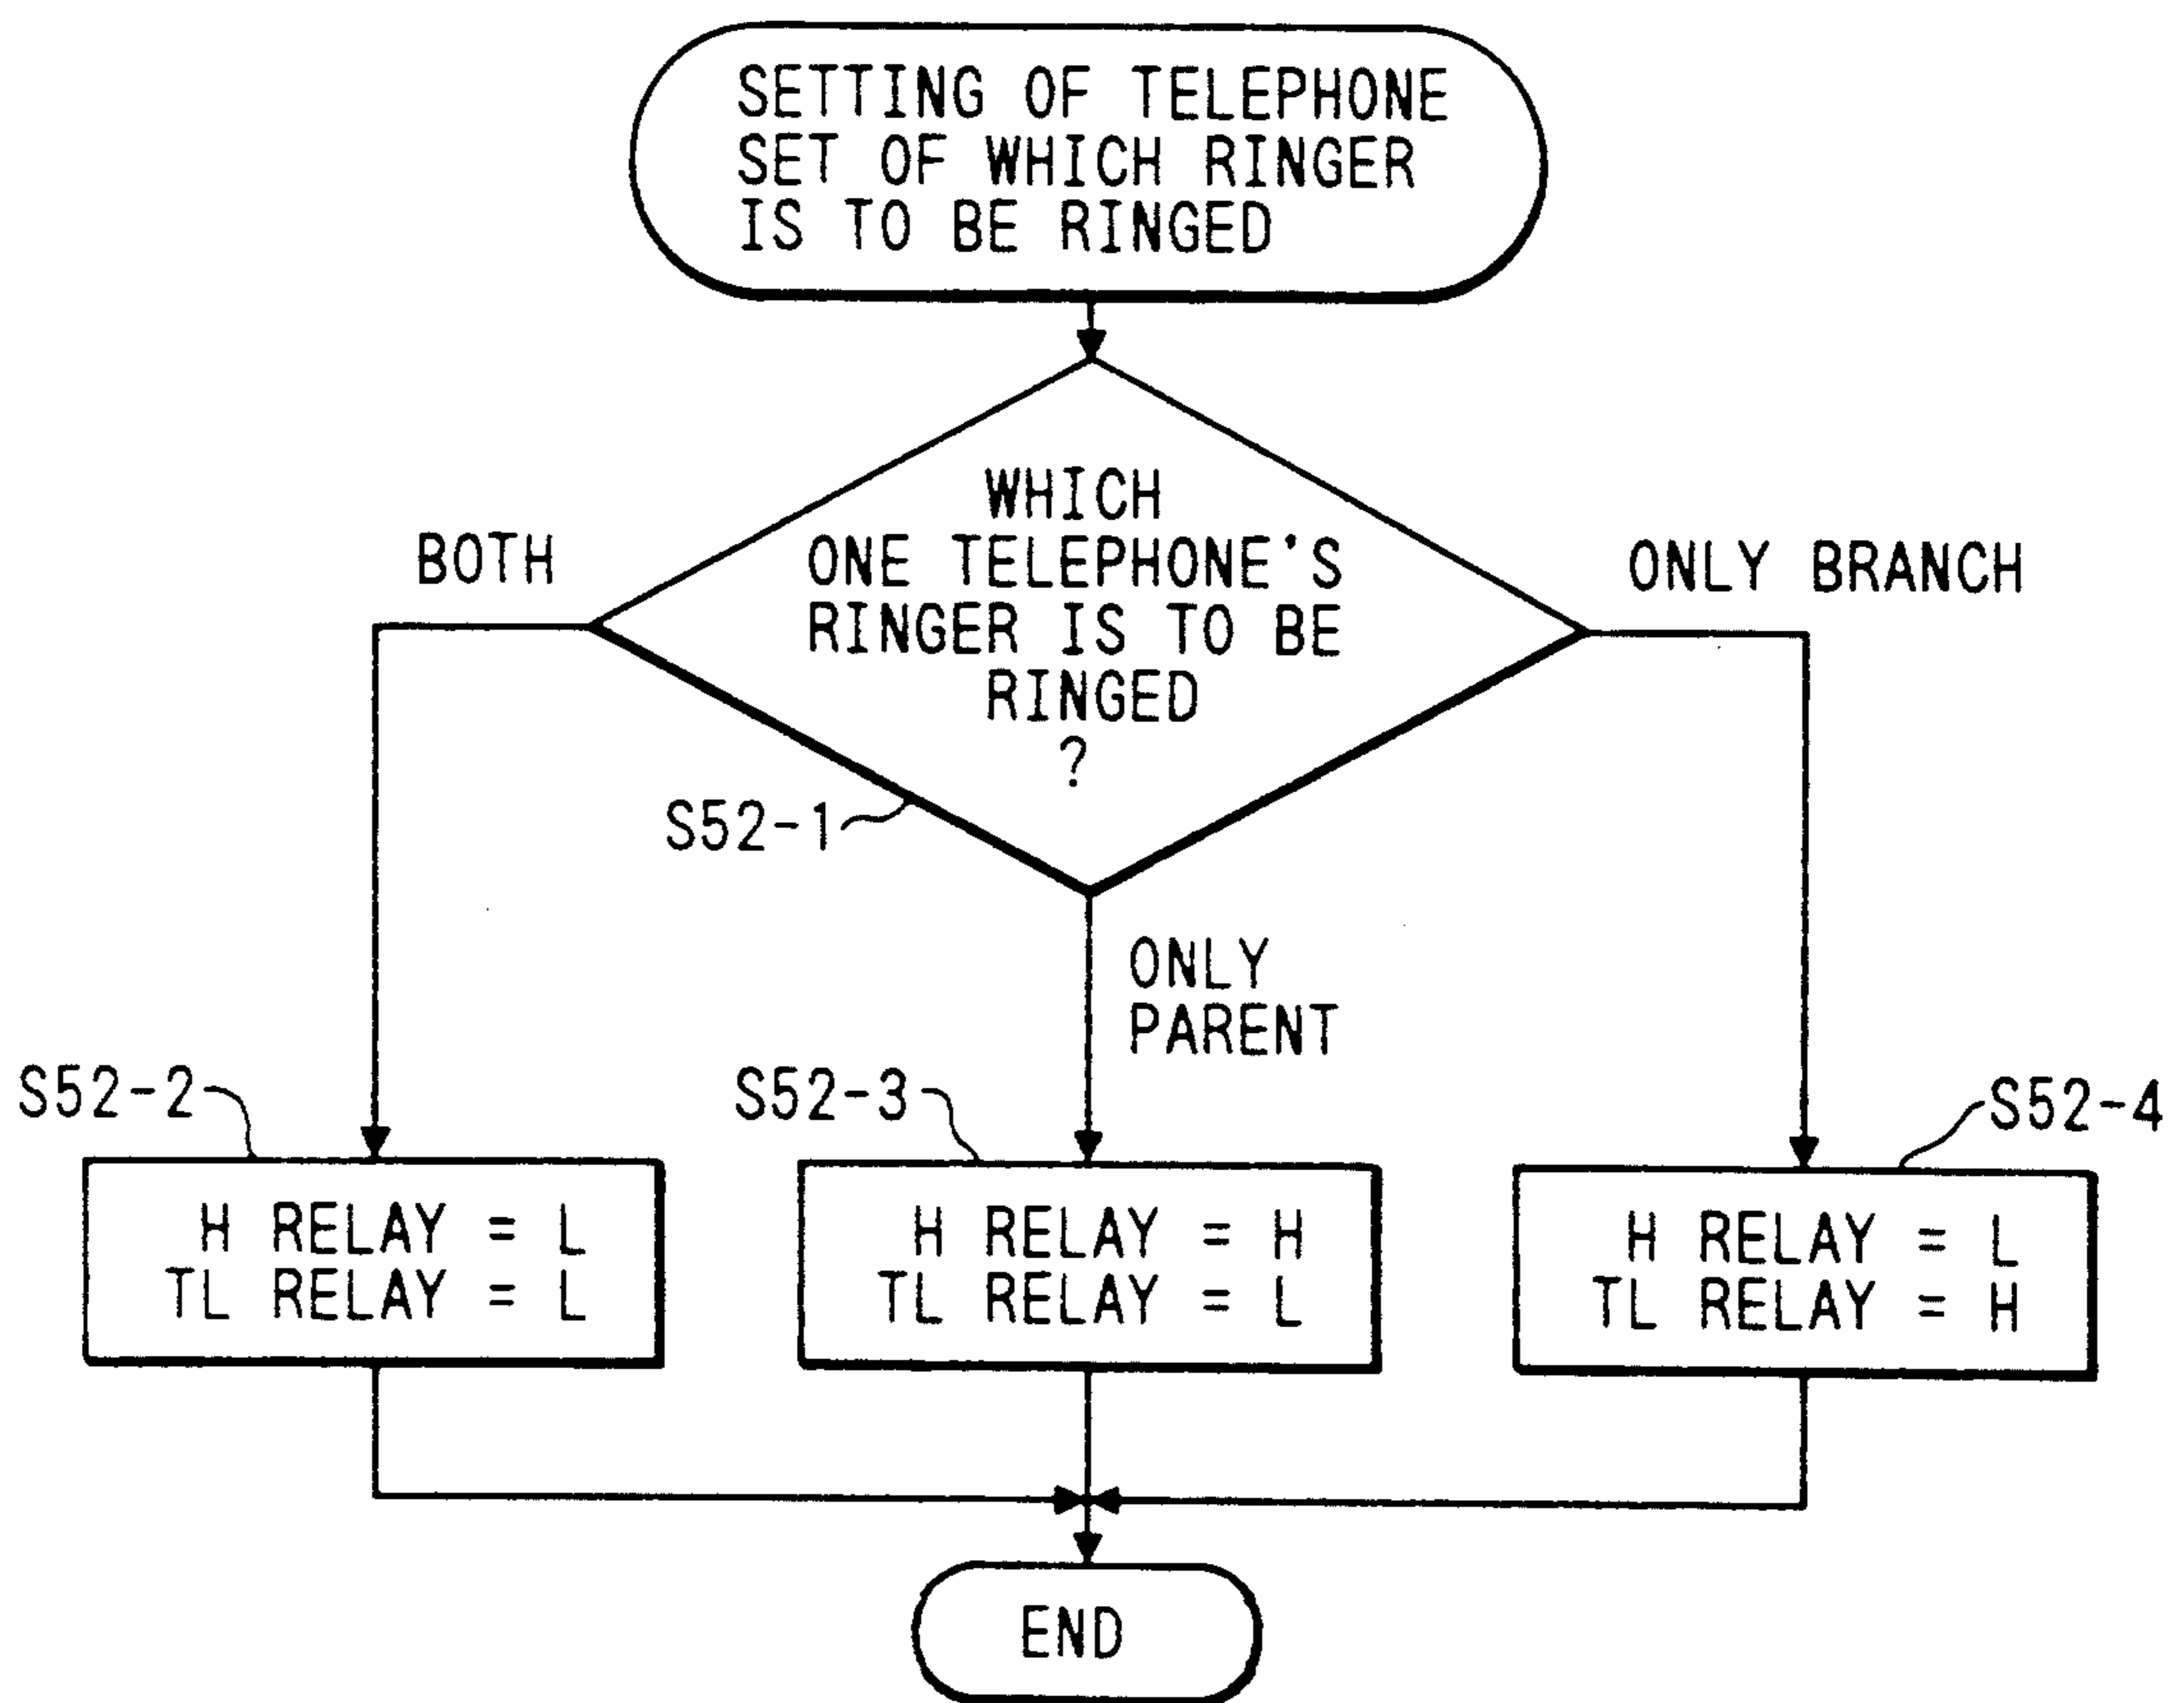 SETTING OF TELEPHONE
SET OF WHICH RINGER
IS TO BE RINGED
WHICH
ONE TELEPHONE'S
RINGER IS TO BE
RINGED
?
BOTH
ONLY BRANCH
S52-1
ONLY
PARENT
S52-2
S52-3
S52-4
H RELAY = L
TL RELAY = L
H RELAY = H
TL RELAY = L
H RELAY = L
TL RELAY = H
END